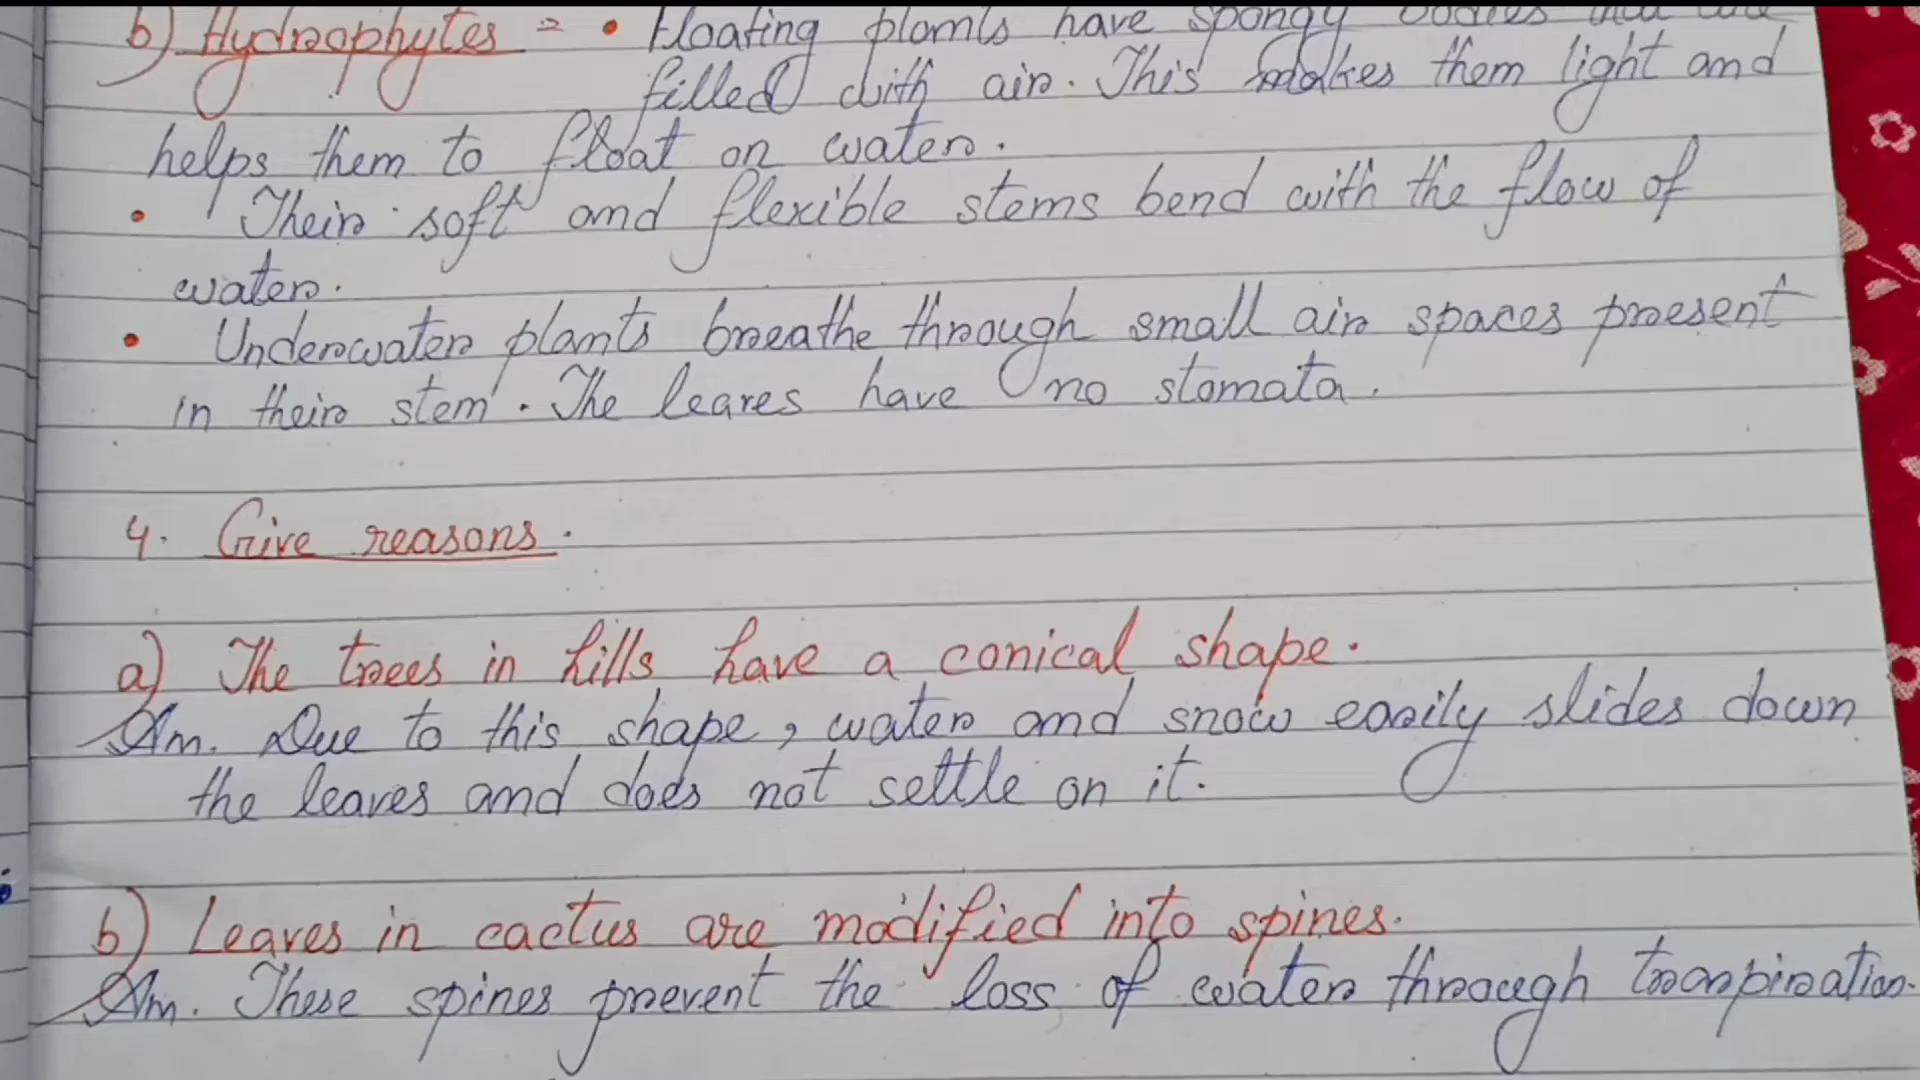 b) Hydrophytes = • Floating plants have spongy bodies that are
filled with air. This makes them light and
helps them to float on water.
• Their soft and flexible stems bend with the flow of
water.
• Underwater plants breathe through small air spaces present
in their stem. The leaves have no stomata.
4. Give reasons.
a) The trees in hills have a conical shape.
Ans. Due to this shape, water and snow easily slides down
the leaves and does not settle on it.
b) Leaves in cactus are modified into spines.
Ans. These spines prevent the loss of water through transpiration.